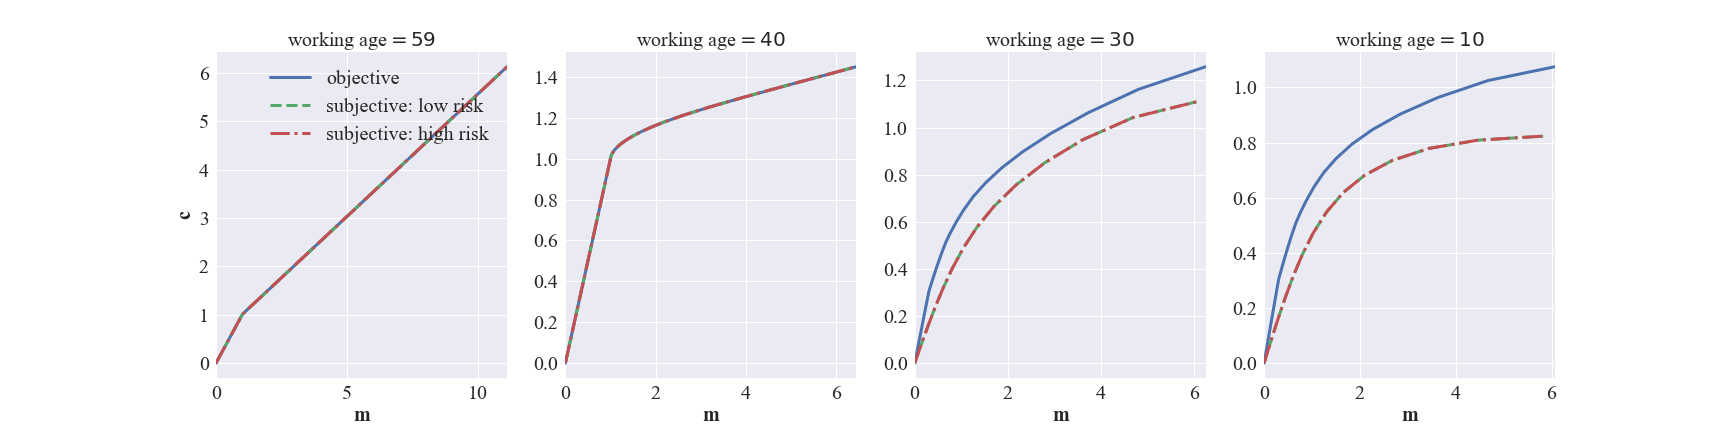 working age = 59
6
5
4
3
2
1
0
c
objective
subjective: low risk
subjective: high risk
0 5 10
m
working age = 40
1.4
1.2
1.0
0.8
0.6
0.4
0.2
0.0
0 2 4 6
m
working age = 30
1.2
1.0
0.8
0.6
0.4
0.2
0.0
0 2 4 6
m
working age = 10
1.0
0.8
0.6
0.4
0.2
0.0
0 2 4 6
m